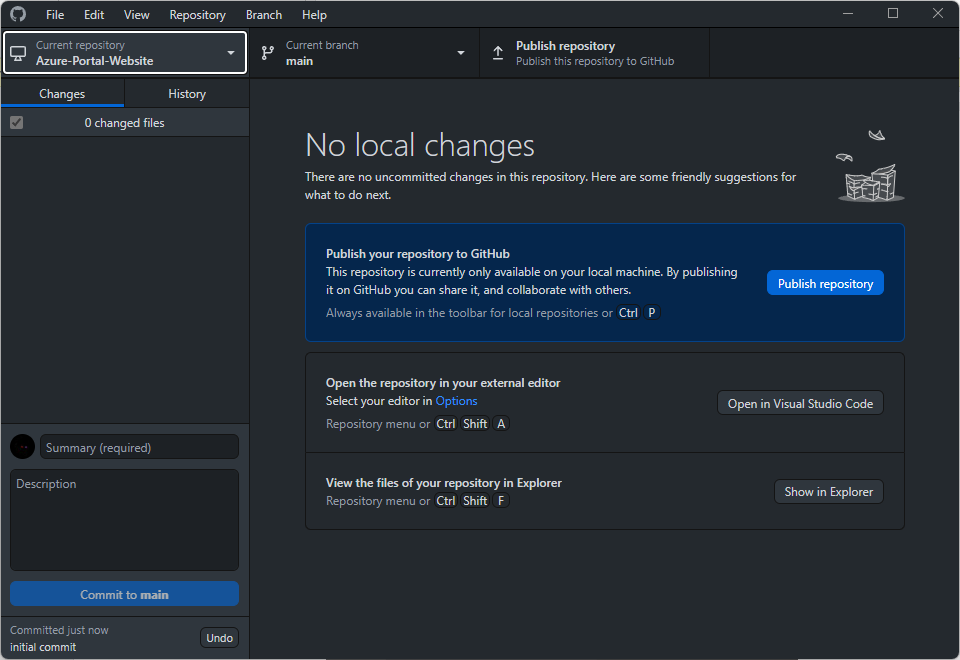 File Edit View Repository Branch Help
Current repository
Azure-Portal-Website
Current branch
main
Publish repository
Publish this repository to GitHub
Changes History
0 changed files
No local changes
There are no uncommitted changes in this repository. Here are some friendly suggestions for
what to do next.
Publish your repository to GitHub
This repository is currently only available on your local machine. By publishing
it on GitHub you can share it, and collaborate with others.
Always available in the toolbar for local repositories or Ctrl P
Publish repository
Open the repository in your external editor
Select your editor in Options
Repository menu or Ctrl Shift A
Open in Visual Studio Code
View the files of your repository in Explorer
Repository menu or Ctrl Shift F
Show in Explorer
Summary (required)
Description
Commit to main
Committed just now
initial commit
Undo